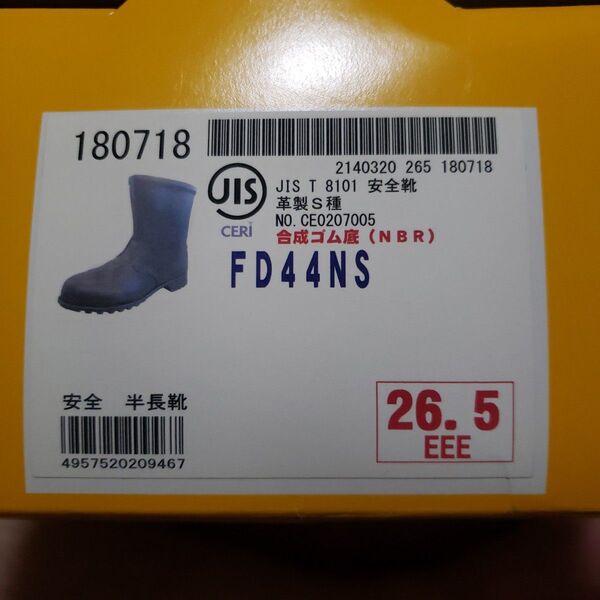 180718
2140320 265 180718
JIS
CERI
JIS T 8101 安全靴
革製S種
NO.CE0207005
合成ゴム底(NBR)
FD44NS
安全 半長靴
4957520209467
26.5
EEE